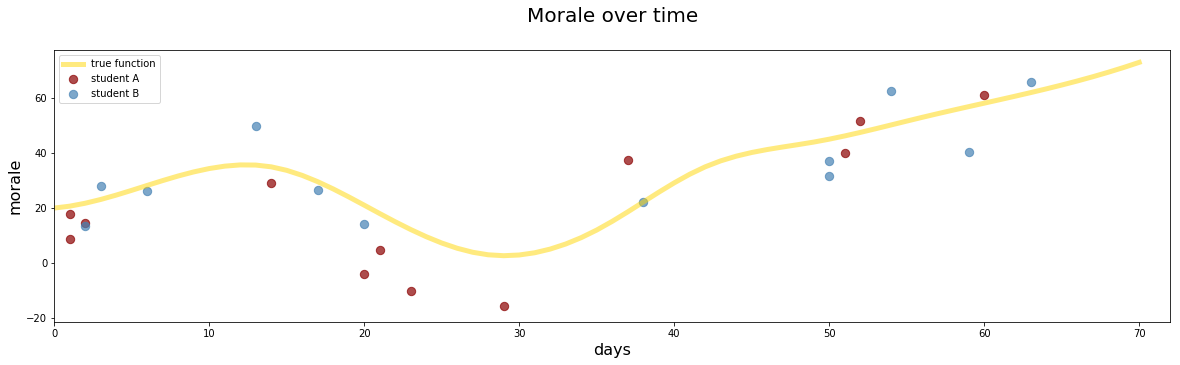 Morale over time
true function
student A
student B
morale
60
40
20
0
−20
0 10 20 30 40 50 60 70
days